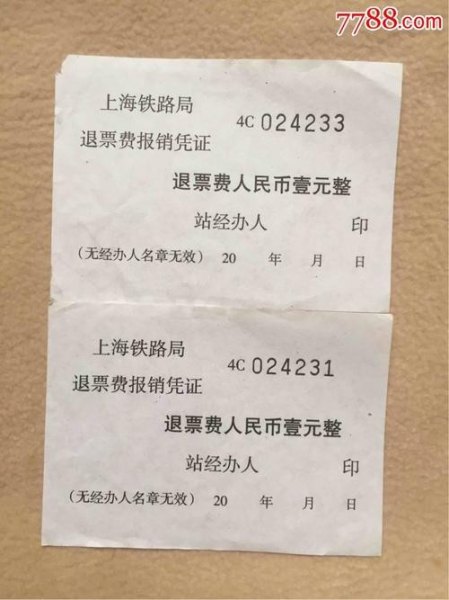 7788.com
上海铁路局
4C 024233
退票费报销凭证
退票费人民币壹元整
站经办人 印
(无经办人名章无效) 20 年 月 日
上海铁路局
4C 024231
退票费报销凭证
退票费人民币壹元整
站经办人 印
(无经办人名章无效) 20 年 月 日